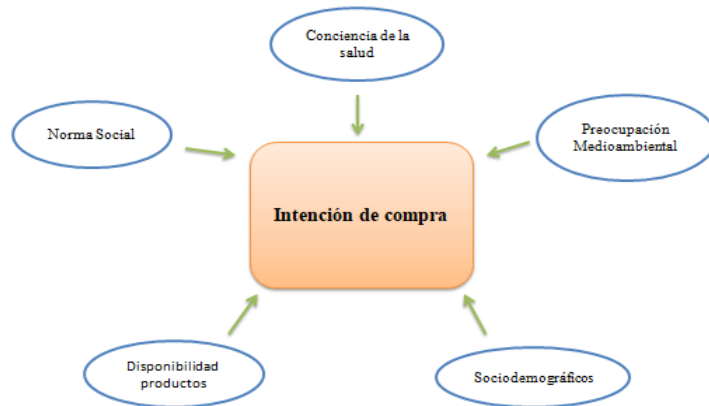 Conciencia de la
salud
Norma Social
Preocupación
Medioambiental
Intención de compra
Disponibilidad
productos
Sociodemográficos